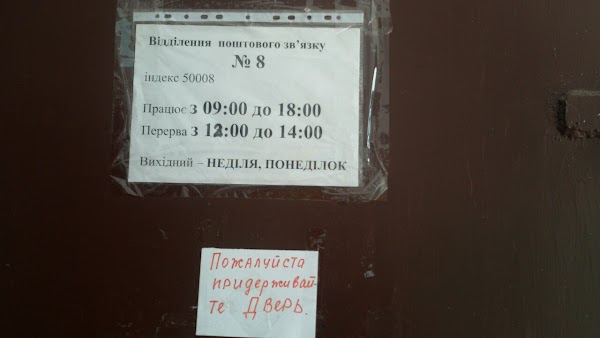 Відділення поштового зв’язку
№ 8
індекс 50008
Працює з 09:00 до 18:00
Перерва з 12:00 до 14:00
Вихідний – НЕДІЛЯ, ПОНЕДІЛОК
Пожалуйста
придерживай-
те ДВерЬ.